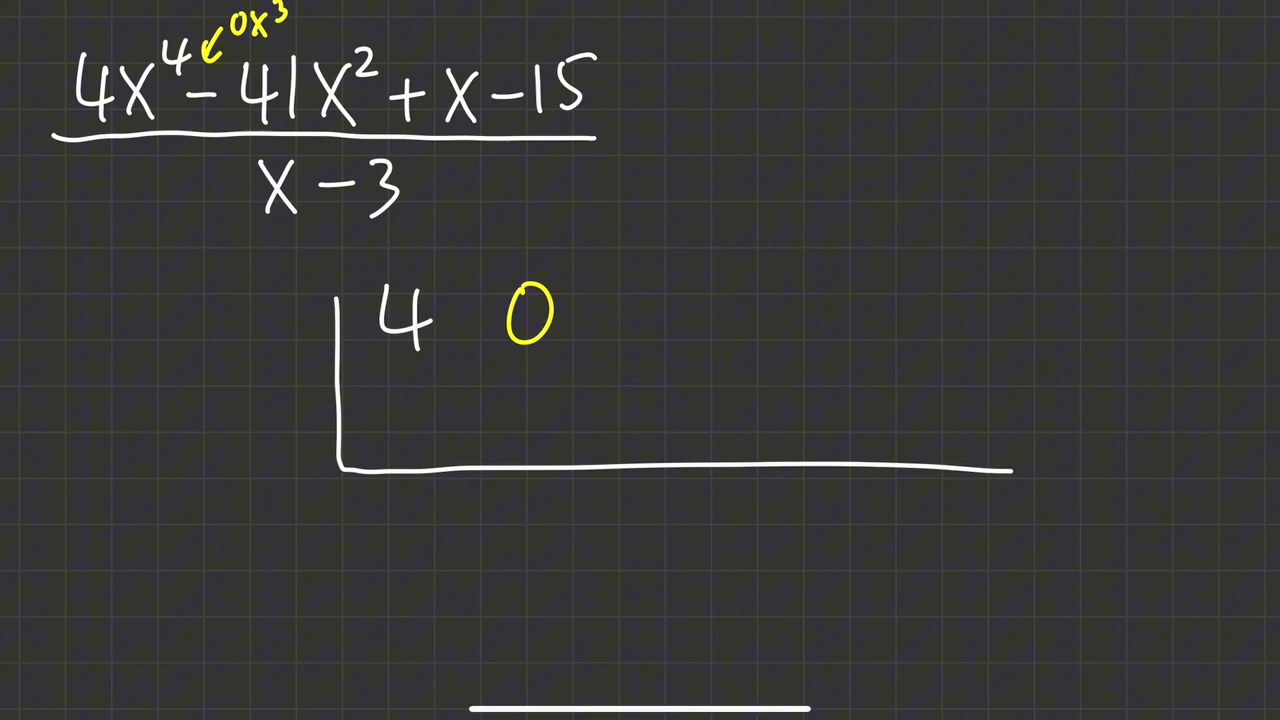 0x³
4x⁴ - 41x² + x - 15
x - 3
4 0